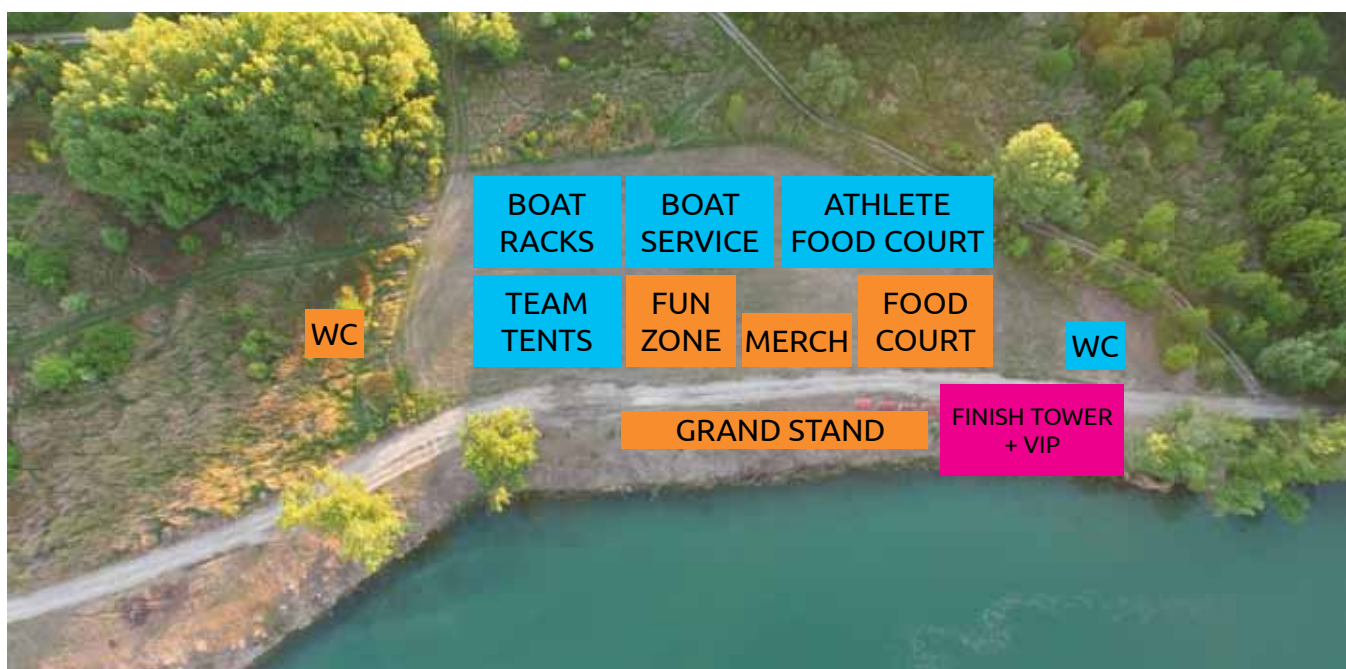 BOAT
RACKS
BOAT
SERVICE
ATHLETE
FOOD COURT
TEAM
TENTS
FUN
ZONE
MERCH
FOOD
COURT
WC
WC
GRAND STAND
FINISH TOWER
+ VIP